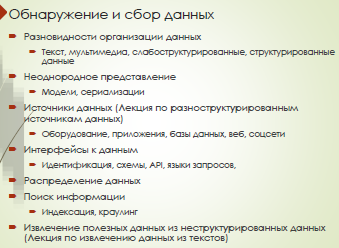 Обнаружение и сбор данных
Разновидности организации данных
Текст, мультимедиа, слабоструктурированные, структурированные
данные
Неоднородное представление
Модели, сериализации
Источники данных (Лекция по разноструктурированным
источникам данных)
Оборудование, приложения, базы данных, веб, соцсети
Интерфейсы к данным
Идентификация, схемы, API, языки запросов,
Распределение данных
Поиск информации
Индексация, краулинг
Извлечение полезных данных из неструктурированных данных
(Лекция по извлечению данных из текстов)